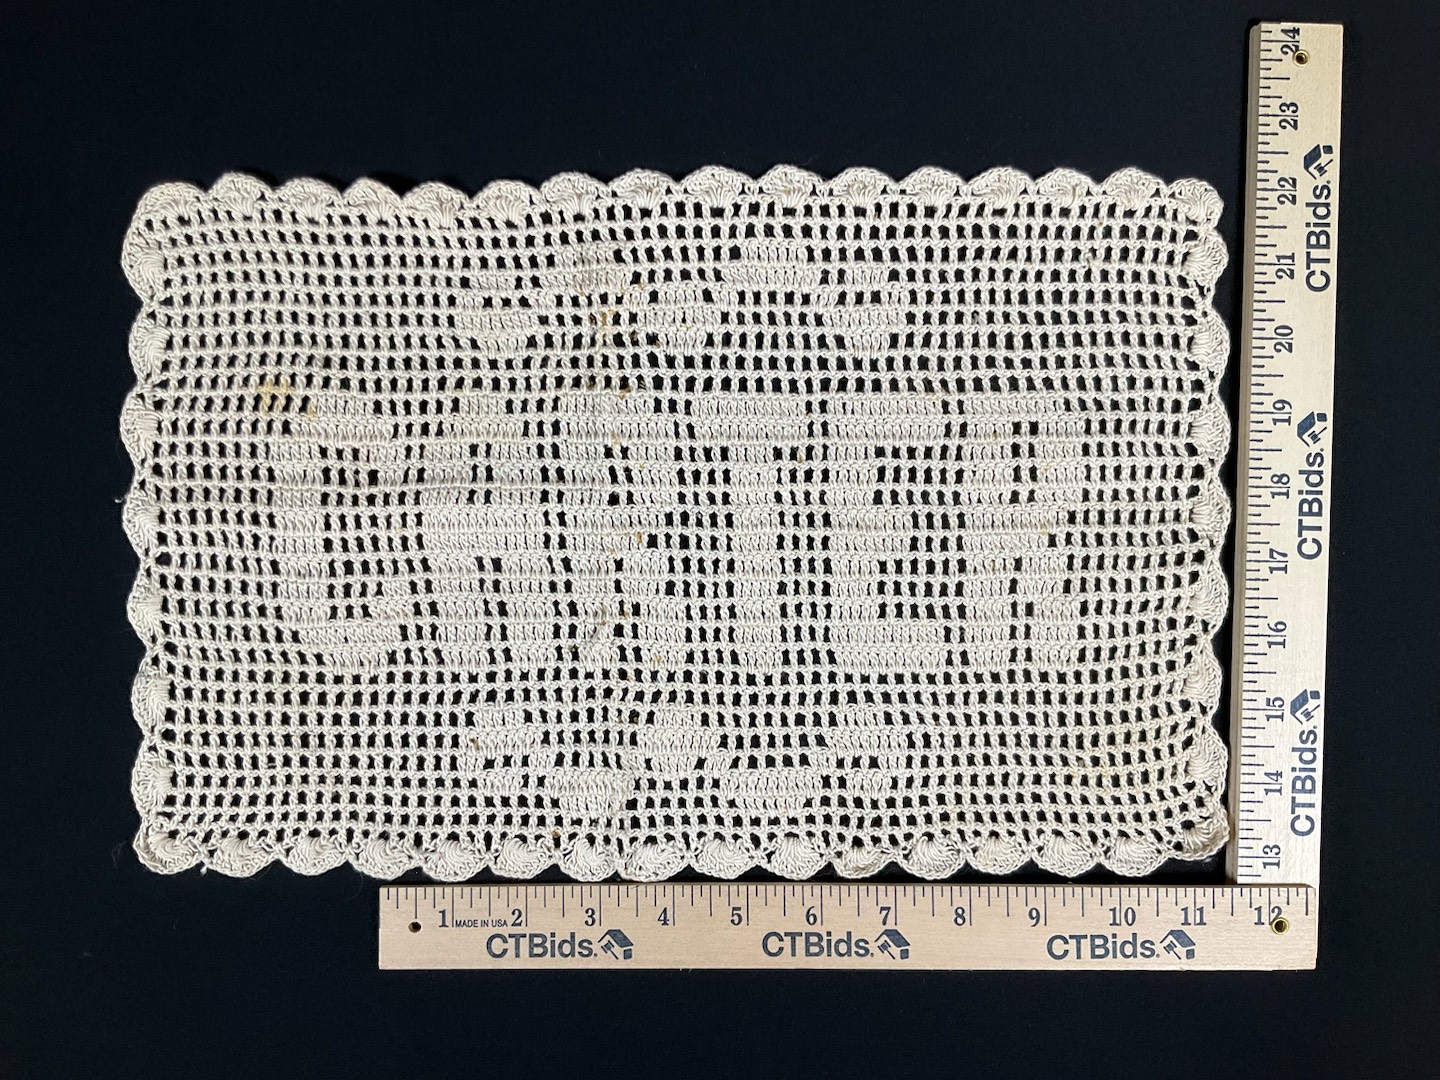 CARTER
13 14 15 16 17 18 19 20 21 22 23 24
CTBids. CTBids. CTBids. CTBids.
1 MADE IN USA 2 3 4 5 6 7 8 9 10 11 12
CTBids. CTBids. CTBids.